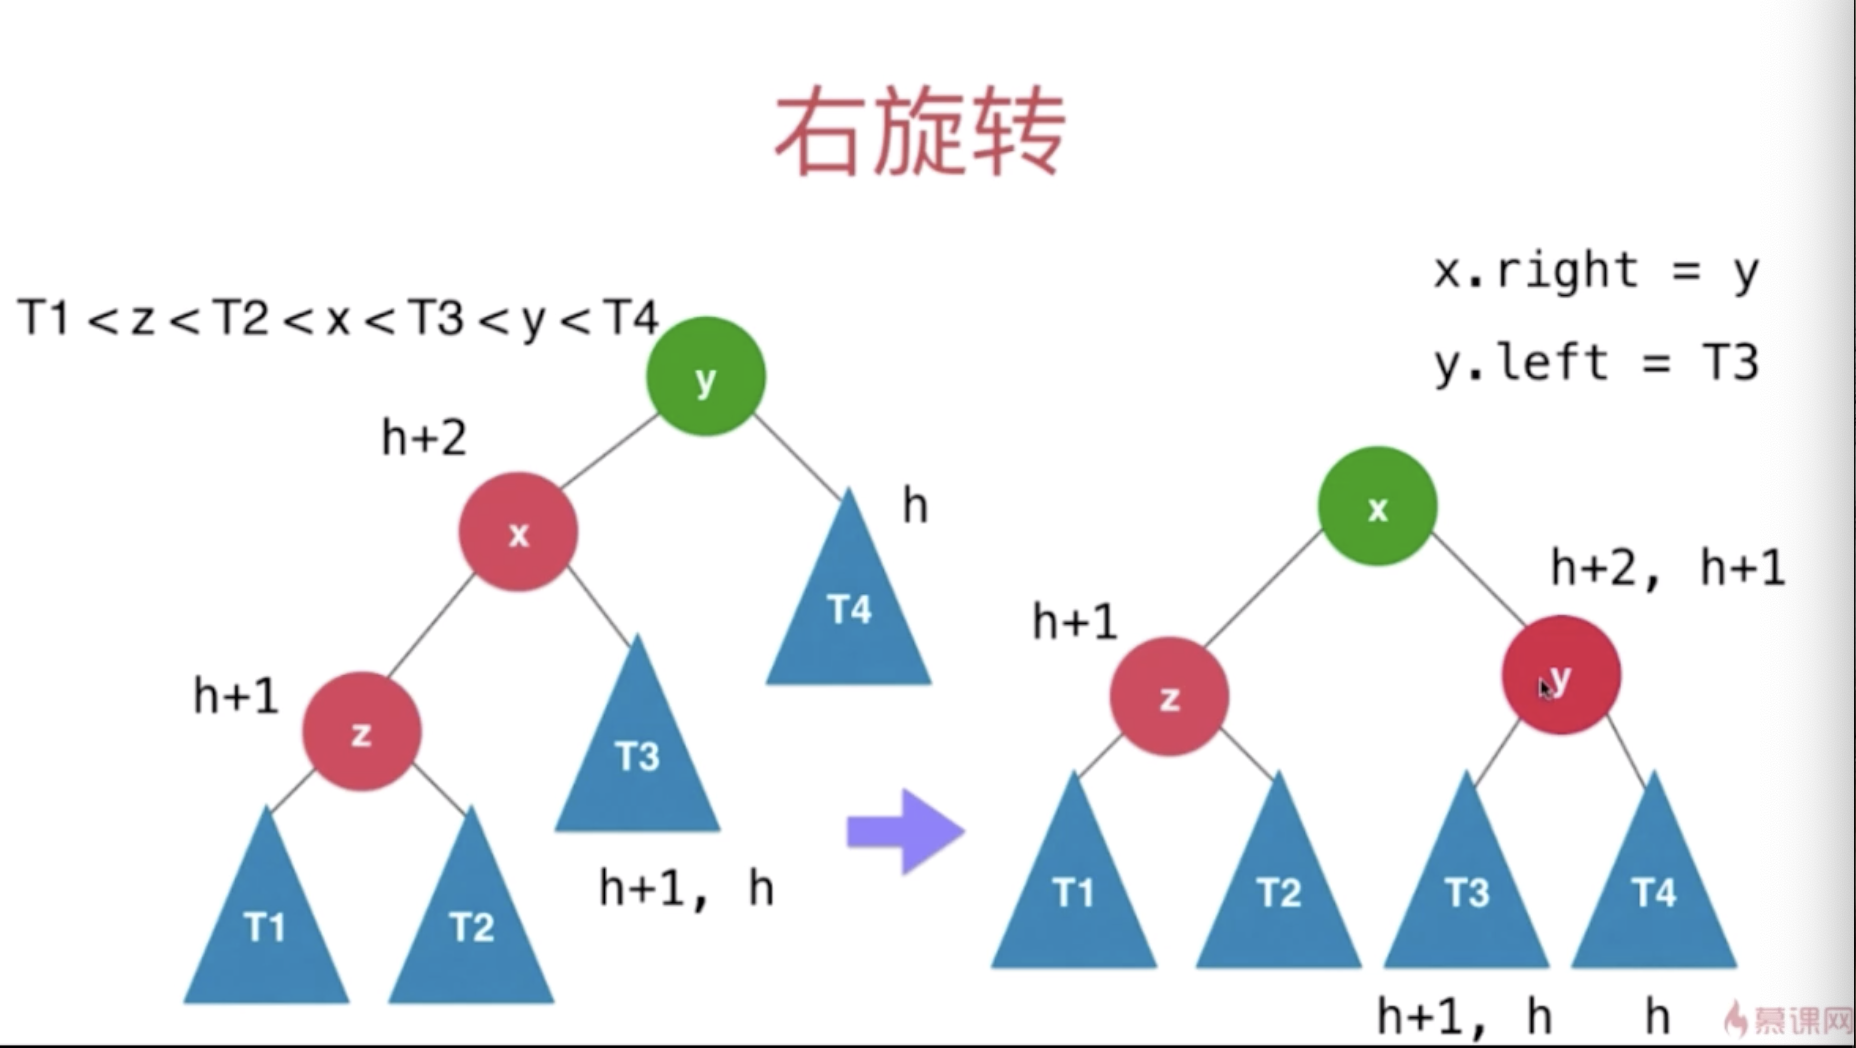 右旋转
x.right = y
y.left = T3
T1 < z < T2 < x < T3 < y < T4
y
h+2
x
h
T4
h+1
z
T3
h+1, h
T1
T2
x
h+2, h+1
h+1
z
y
T1
T2
T3
T4
h+1, h
h
慕课网